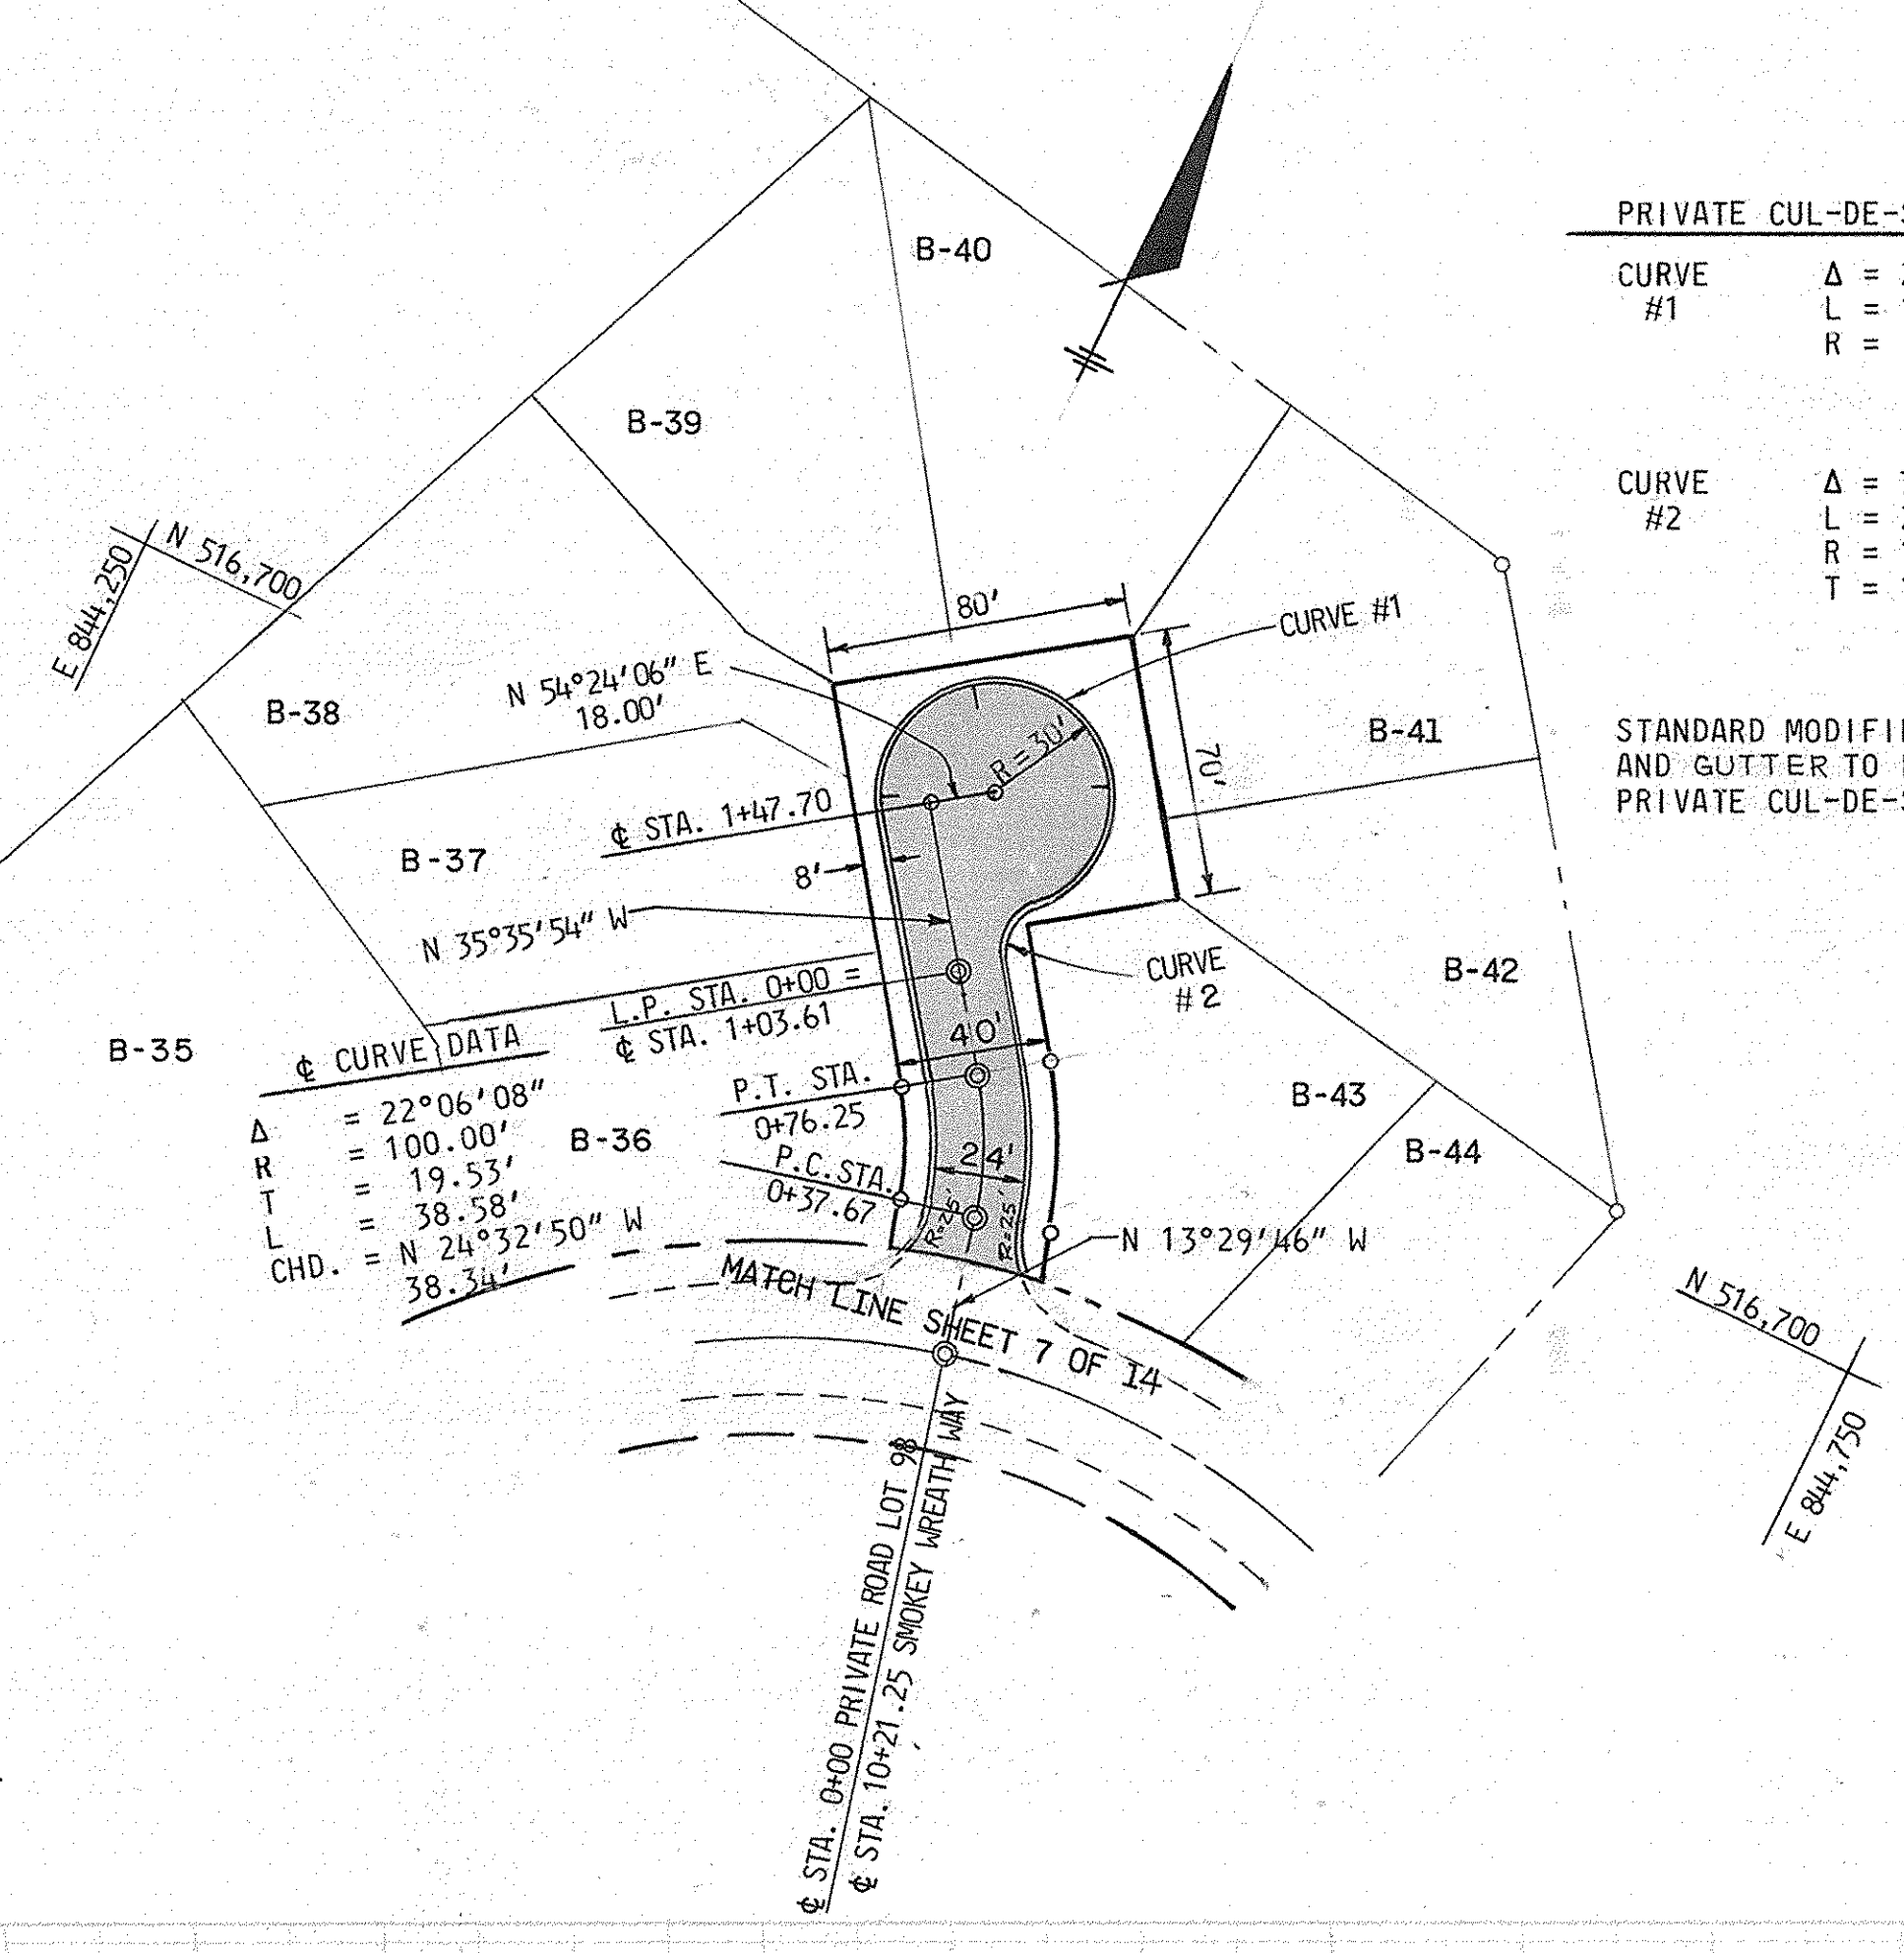 B-40
PRIVATE CUL-DE-
CURVE
#1
Δ =
L =
R =
B-39
CURVE
#2
Δ =
L =
R =
T =
N 516,700
E 844,250
80'
CURVE #1
N 54°24'06" E
18.00'
B-38
R = 30'
70'
B-41
STANDARD MODIFI
AND GUTTER TO
PRIVATE CUL-DE-
℄ STA. 1+47.70
B-37
8'
N 35°35'54" W
CURVE
#2
B-42
L.P. STA. 0+00 =
℄ STA. 1+03.61
40'
B-35
℄ CURVE DATA
Δ = 22°06'08"
R = 100.00'
T = 19.53'
L = 38.58'
CHD. = N 24°32'50" W
38.34'
B-36
P.T. STA.
0+76.25
P.C. STA.
0+37.67
24'
R=25'
R=25'
B-43
B-44
N 13°29'46" W
MATCH LINE SHEET 7 OF 14
N 516,700
E 844,750
℄ STA. 0+00 PRIVATE ROAD LOT 98
℄ STA. 10+21.25 SMOKEY WREATH WAY